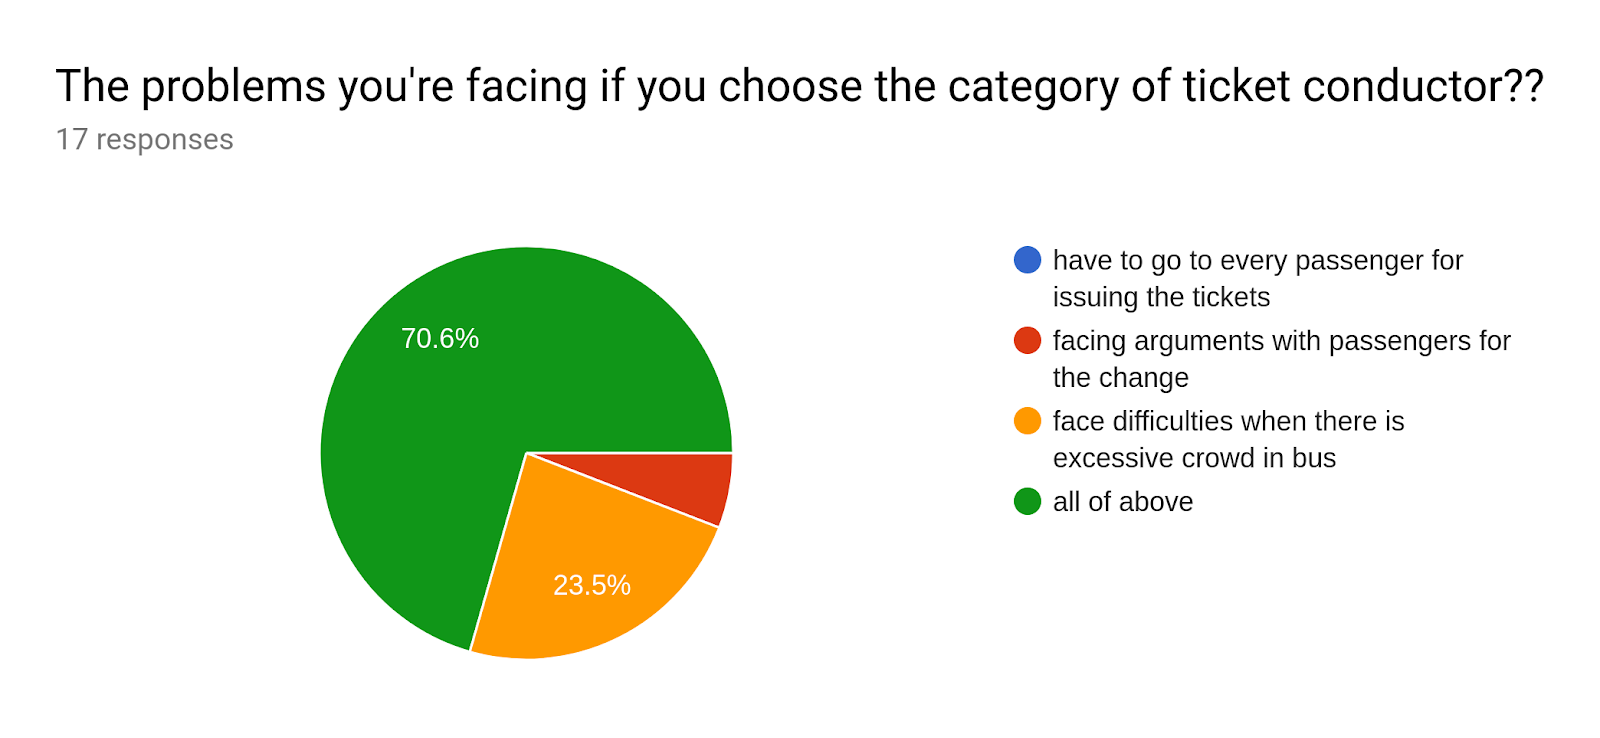 The problems you're facing if you choose the category of ticket conductor??
17 responses
70.6%
23.5%
have to go to every passenger for
issuing the tickets
facing arguments with passengers for
the change
face difficulties when there is
excessive crowd in bus
all of above